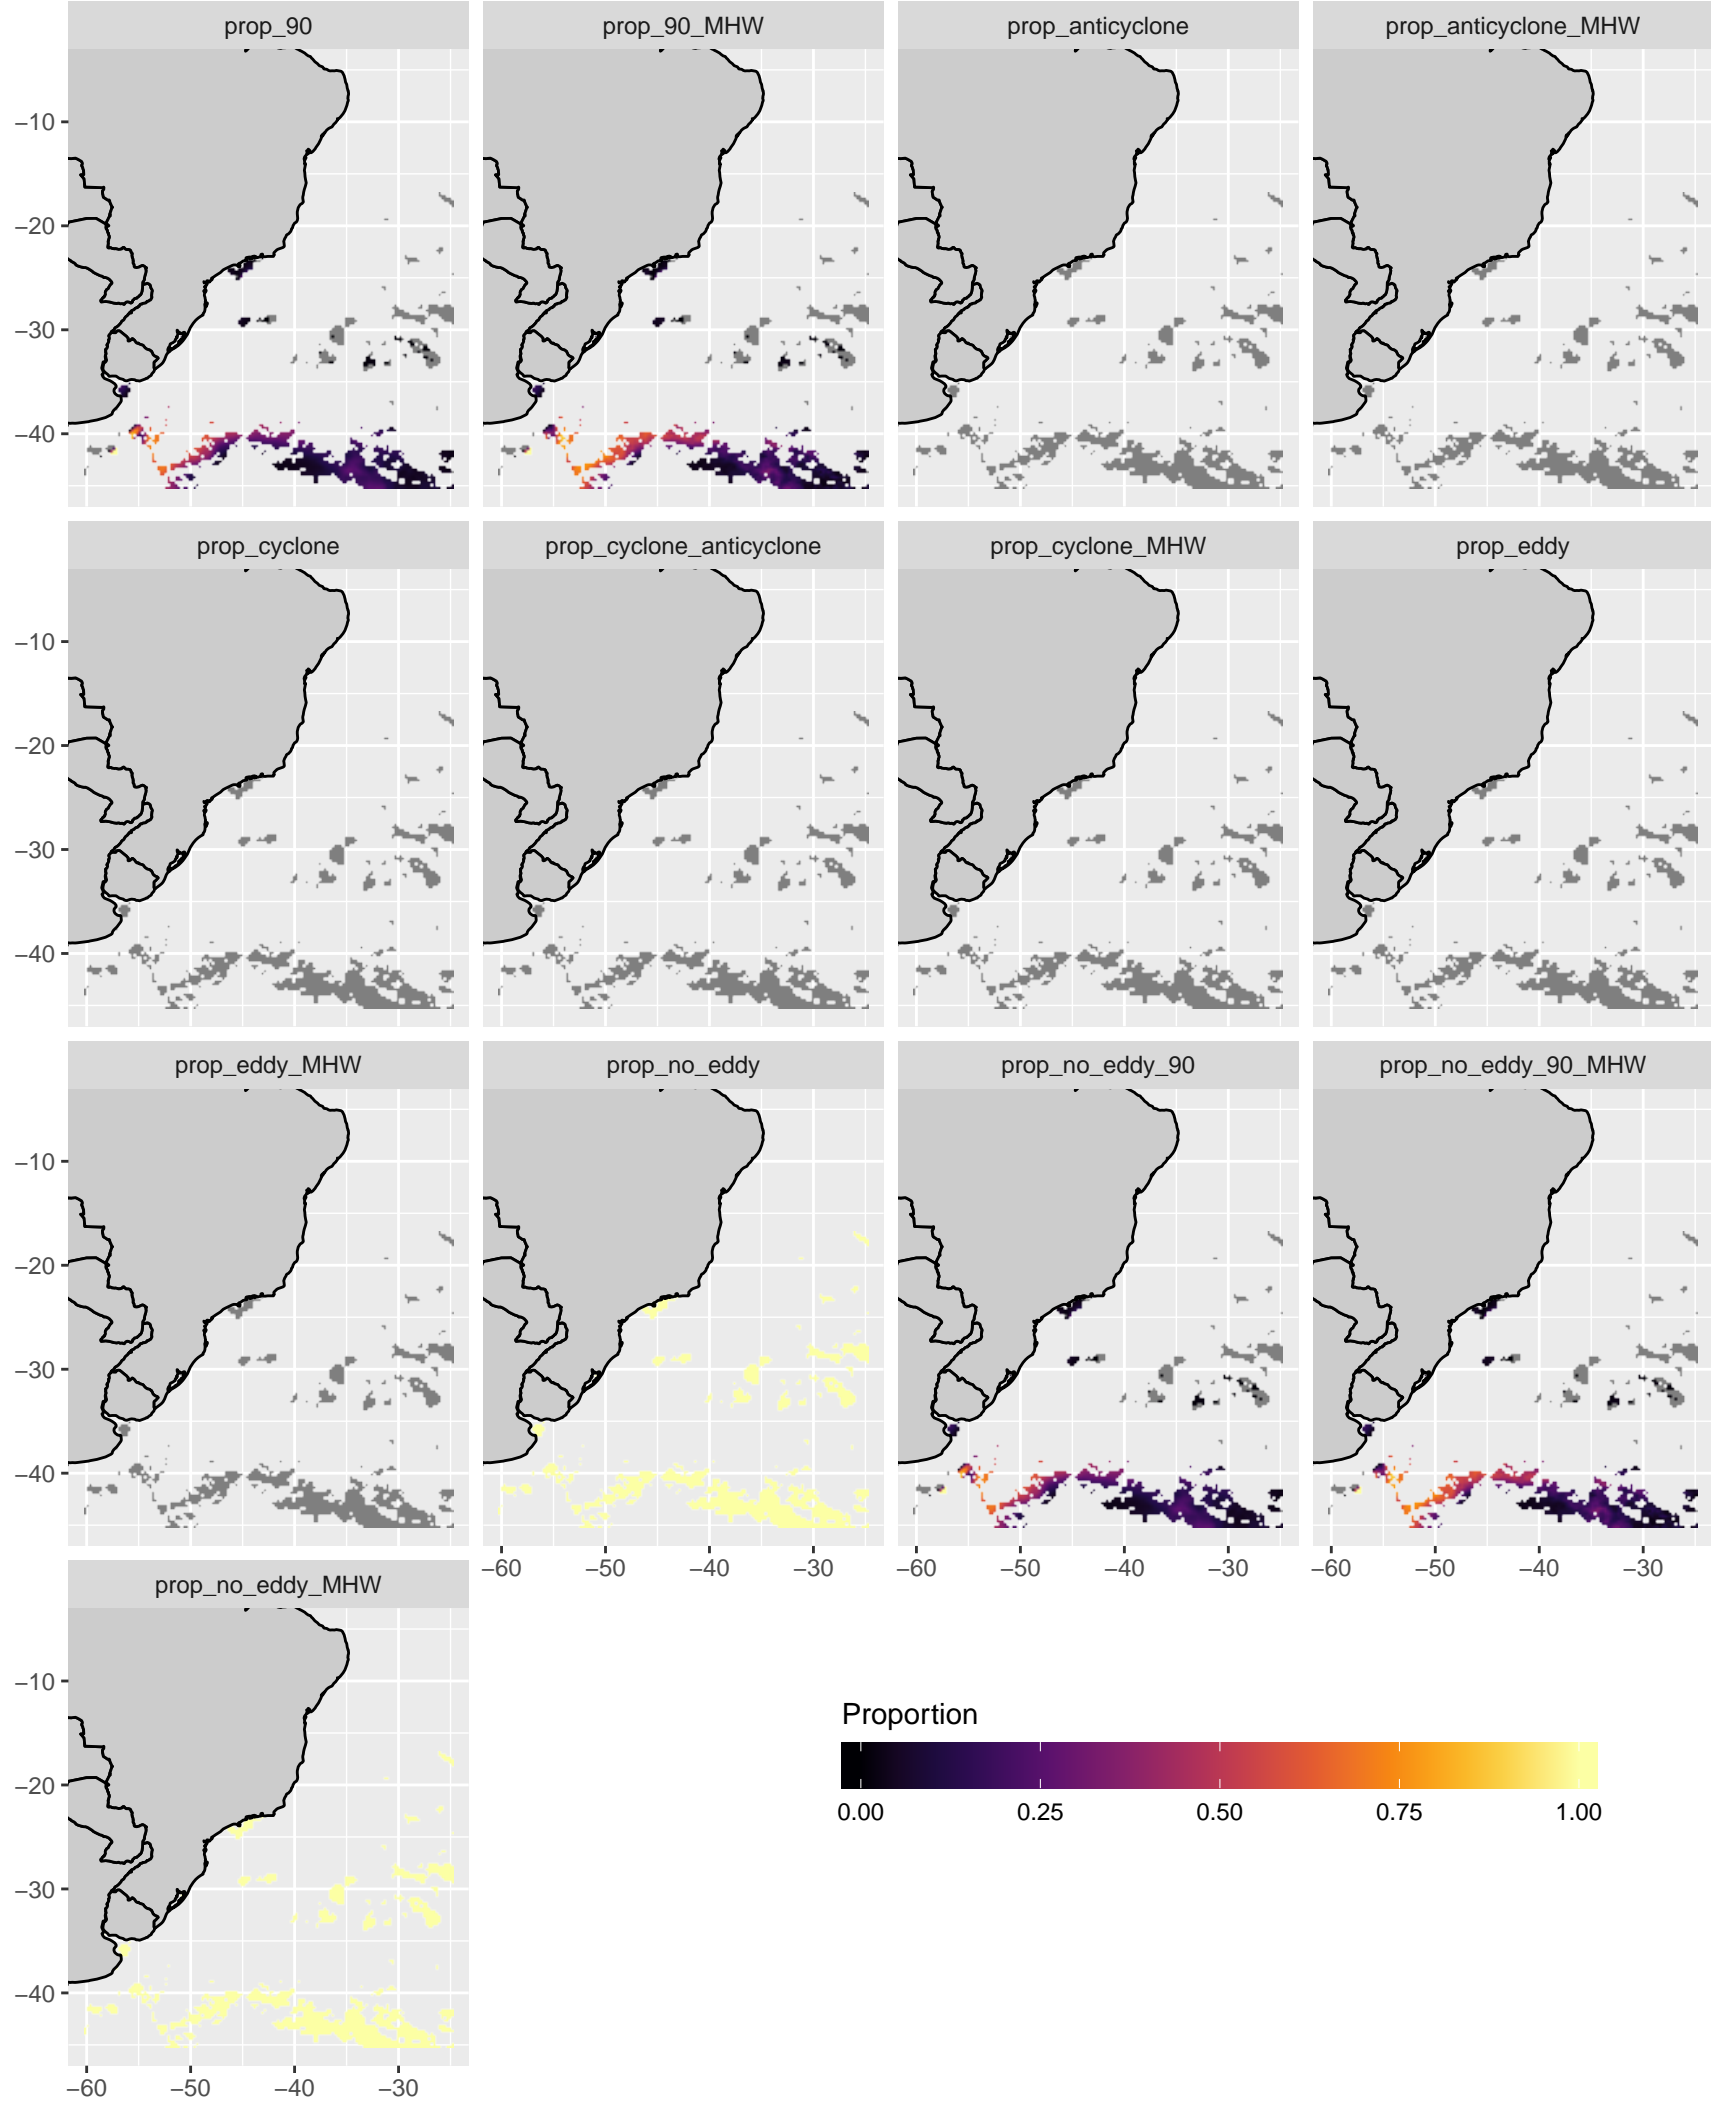 prop_90 prop_90_MHW prop_anticyclone prop_anticyclone_MHW
−10
−20
−30
−40
prop_cyclone prop_cyclone_anticyclone prop_cyclone_MHW prop_eddy
−10
−20
−30
−40
prop_eddy_MHW prop_no_eddy prop_no_eddy_90 prop_no_eddy_90_MHW
−10
−20
−30
−40
−60 −50 −40 −30 −60 −50 −40 −30 −60 −50 −40 −30
prop_no_eddy_MHW
−10
−20
−30
−40
−60 −50 −40 −30
Proportion
0.00 0.25 0.50 0.75 1.00